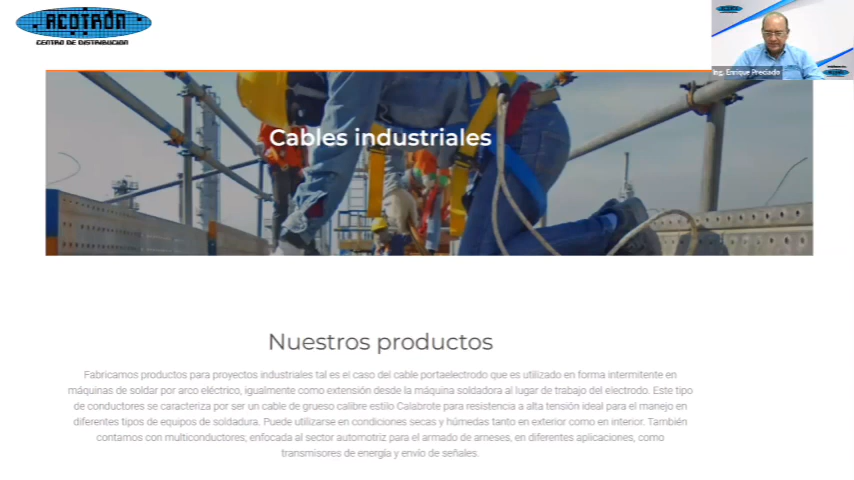 ACOTRON
CENTRO DE DISTRIBUCION
Ing. Enrique Preciado
Cables industriales
Nuestros productos
Fabricamos productos para proyectos industriales tal es el caso del cable portaelectrodo que es utilizado en forma intermitente en
máquinas de soldar por arco eléctrico, igualmente como extensión desde la máquina soldadora al lugar de trabajo del electrodo. Este tipo
de conductores se caracteriza por ser un cable de grueso calibre estilo Calabrote para resistencia a alta tensión ideal para el manejo en
diferentes tipos de equipos de soldadura. Puede utilizarse en condiciones secas y húmedas tanto en exterior como en interior. También
contamos con multiconductores; enfocada al sector automotriz para el armado de arneses, en diferentes aplicaciones, como
transmisores de energía y envío de señales.